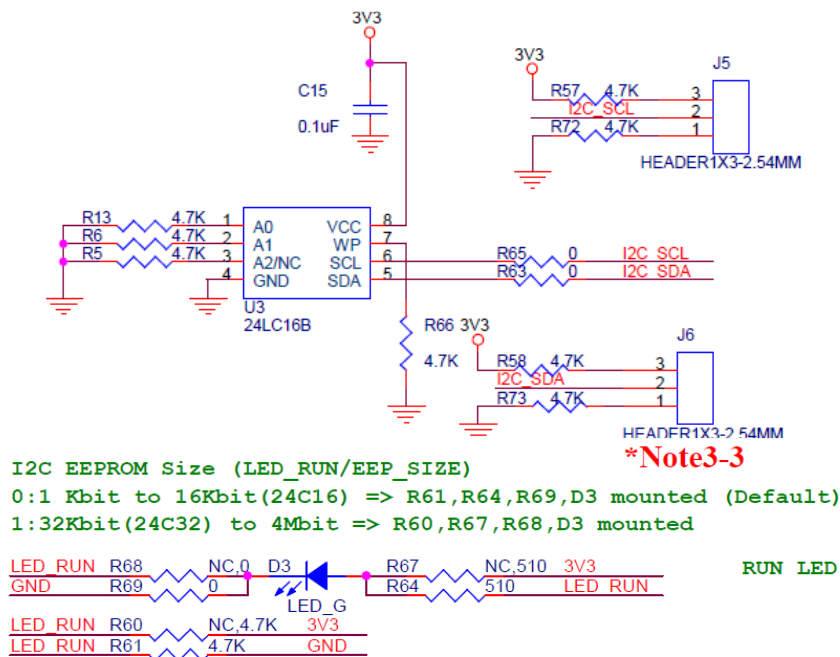 3V3
C15
0.1uF
3V3
J5
R57 4.7K 3
I2C_SCL 2
R72 4.7K 1
HEADER1X3-2.54MM
R13 4.7K 1 A0 VCC 8
R6 4.7K 2 A1 WP 7
R5 4.7K 3 A2/NC SCL 6 R65 0 I2C_SCL
4 GND SDA 5 R63 0 I2C_SDA
U3
24LC16B
R66
4.7K
3V3
J6
R58 4.7K 3
I2C_SDA 2
R73 4.7K 1
HEADER1X3-2.54MM
*Note3-3
I2C EEPROM Size (LED_RUN/EEP_SIZE)
0:1 Kbit to 16Kbit(24C16) => R61,R64,R69,D3 mounted (Default)
1:32Kbit(24C32) to 4Mbit => R60,R67,R68,D3 mounted
LED_RUN R68 NC,0 D3 R67 NC,510 3V3 RUN LED
GND R69 0 R64 510 LED_RUN
LED_G
LED_RUN R60 NC,4.7K 3V3
LED_RUN R61 4.7K GND